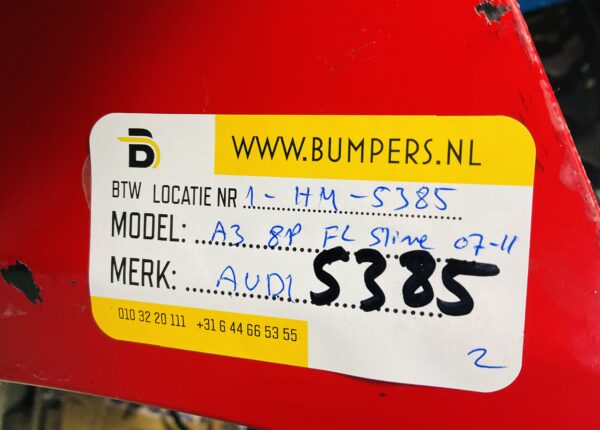 B
WWW.BUMPERS.NL
BTW LOCATIE NR 1 - HM - 5385
MODEL: A3 8P FL Sline 07-11
MERK: AUDI 5385
010 32 20 111 +31 6 44 66 53 55
2